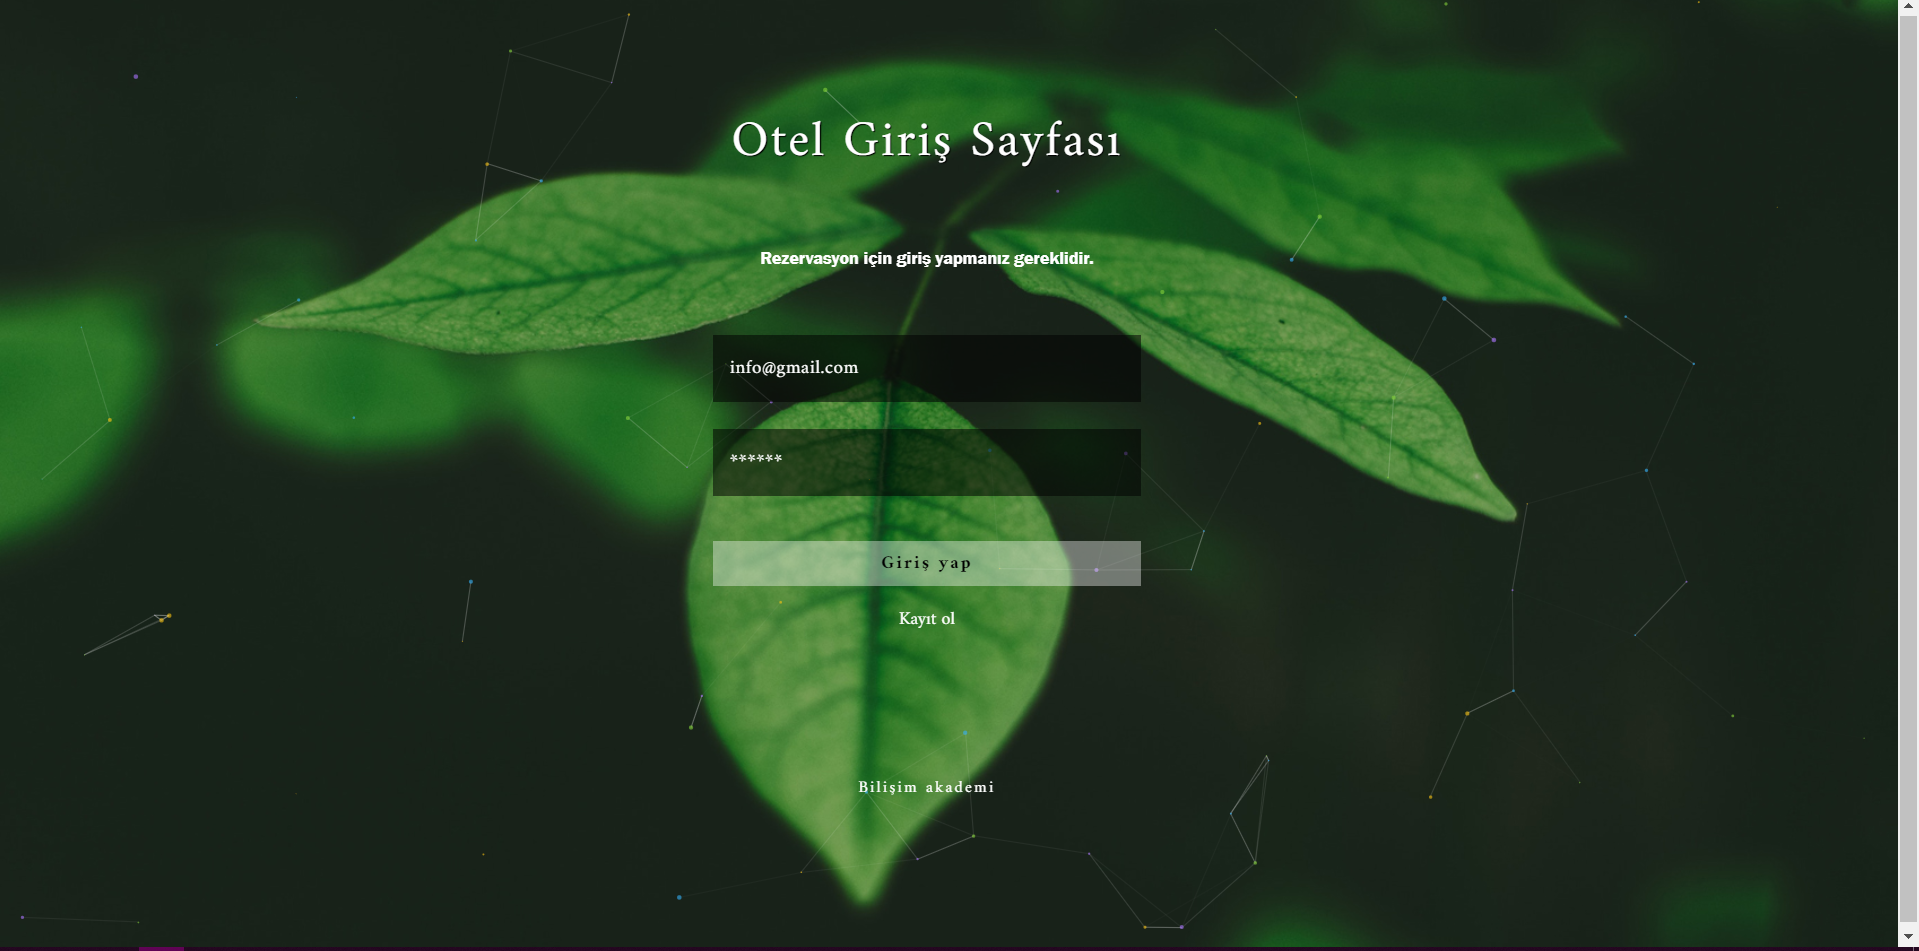 Otel Giriş Sayfası
Rezervasyon için giriş yapmanız gereklidir.
info@gmail.com
******
Giriş yap
Kayıt ol
Bilişim akademi